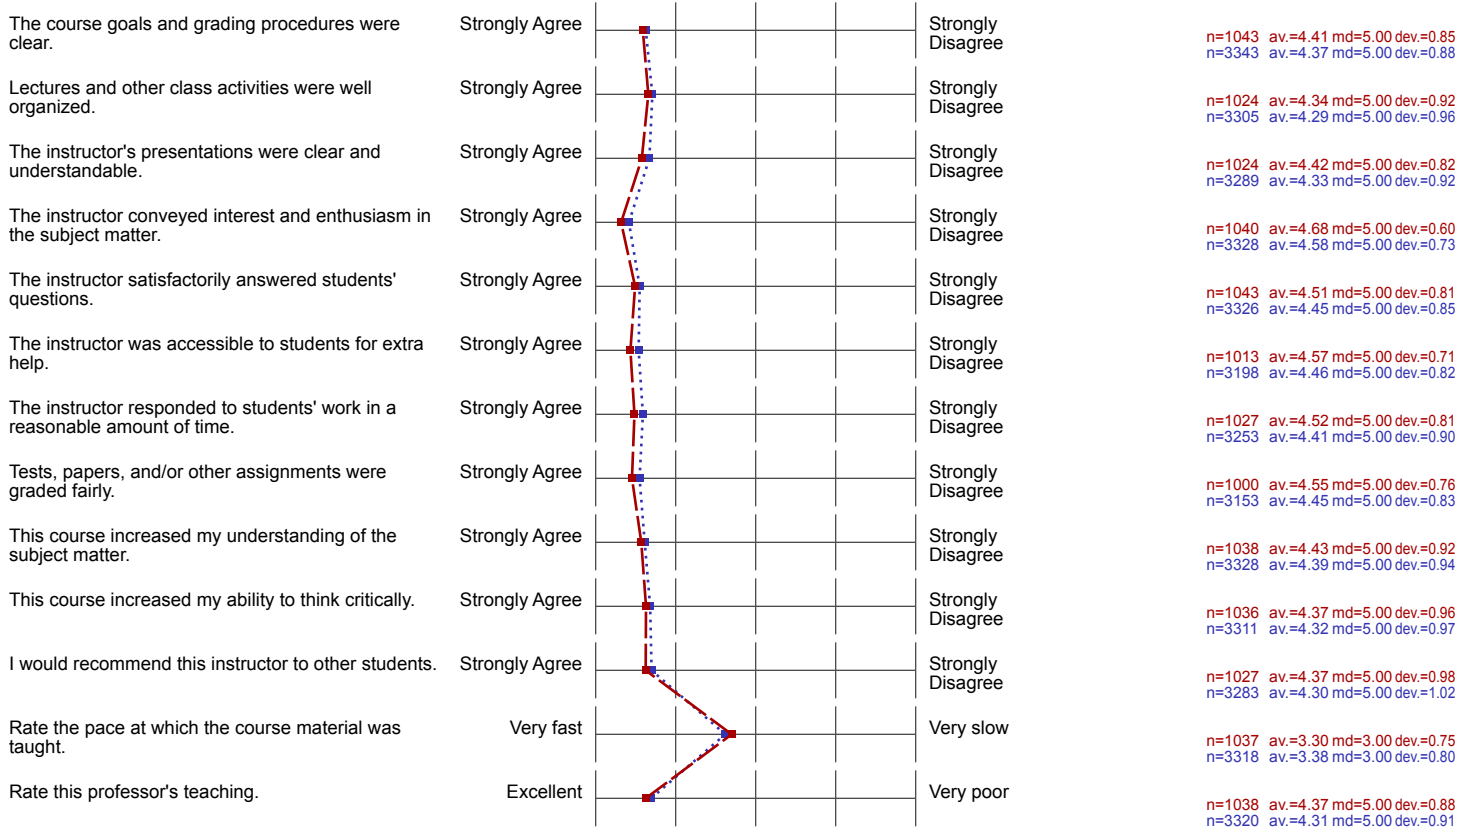 The course goals and grading procedures were
clear.
Strongly Agree
Strongly
Disagree
n=1043 av.=4.41 md=5.00 dev.=0.85
n=3343 av.=4.37 md=5.00 dev.=0.88
Lectures and other class activities were well
organized.
Strongly Agree
Strongly
Disagree
n=1024 av.=4.34 md=5.00 dev.=0.92
n=3305 av.=4.29 md=5.00 dev.=0.96
The instructor's presentations were clear and
understandable.
Strongly Agree
Strongly
Disagree
n=1024 av.=4.42 md=5.00 dev.=0.82
n=3289 av.=4.33 md=5.00 dev.=0.92
The instructor conveyed interest and enthusiasm in
the subject matter.
Strongly Agree
Strongly
Disagree
n=1040 av.=4.68 md=5.00 dev.=0.60
n=3328 av.=4.58 md=5.00 dev.=0.73
The instructor satisfactorily answered students'
questions.
Strongly Agree
Strongly
Disagree
n=1043 av.=4.51 md=5.00 dev.=0.81
n=3326 av.=4.45 md=5.00 dev.=0.85
The instructor was accessible to students for extra
help.
Strongly Agree
Strongly
Disagree
n=1013 av.=4.57 md=5.00 dev.=0.71
n=3198 av.=4.46 md=5.00 dev.=0.82
The instructor responded to students' work in a
reasonable amount of time.
Strongly Agree
Strongly
Disagree
n=1027 av.=4.52 md=5.00 dev.=0.81
n=3253 av.=4.41 md=5.00 dev.=0.90
Tests, papers, and/or other assignments were
graded fairly.
Strongly Agree
Strongly
Disagree
n=1000 av.=4.55 md=5.00 dev.=0.76
n=3153 av.=4.45 md=5.00 dev.=0.83
This course increased my understanding of the
subject matter.
Strongly Agree
Strongly
Disagree
n=1038 av.=4.43 md=5.00 dev.=0.92
n=3328 av.=4.39 md=5.00 dev.=0.94
This course increased my ability to think critically.
Strongly Agree
Strongly
Disagree
n=1036 av.=4.37 md=5.00 dev.=0.96
n=3311 av.=4.32 md=5.00 dev.=0.97
I would recommend this instructor to other students.
Strongly Agree
Strongly
Disagree
n=1027 av.=4.37 md=5.00 dev.=0.98
n=3283 av.=4.30 md=5.00 dev.=1.02
Rate the pace at which the course material was
taught.
Very fast
Very slow
n=1037 av.=3.30 md=3.00 dev.=0.75
n=3318 av.=3.38 md=3.00 dev.=0.80
Rate this professor's teaching.
Excellent
Very poor
n=1038 av.=4.37 md=5.00 dev.=0.88
n=3320 av.=4.31 md=5.00 dev.=0.91